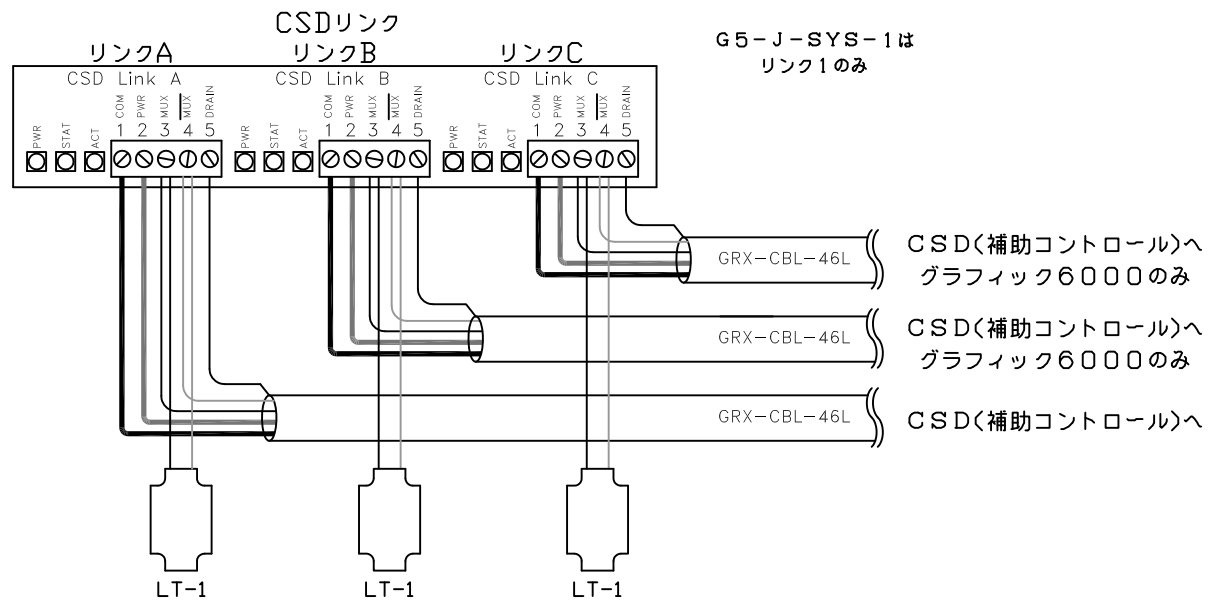 CSDリンク
リンクA リンクB リンクC
G5-J-SYS-1は
リンク1のみ
CSD Link A
CSD Link B
CSD Link C
PWR STAT ACT COM PWR MUX MUX DRAIN
1 2 3 4 5
PWR STAT ACT COM PWR MUX MUX DRAIN
1 2 3 4 5
PWR STAT ACT COM PWR MUX MUX DRAIN
1 2 3 4 5
GRX-CBL-46L
CSD(補助コントロール)へ
グラフィック6000のみ
GRX-CBL-46L
CSD(補助コントロール)へ
グラフィック6000のみ
GRX-CBL-46L
CSD(補助コントロール)へ
LT-1 LT-1 LT-1